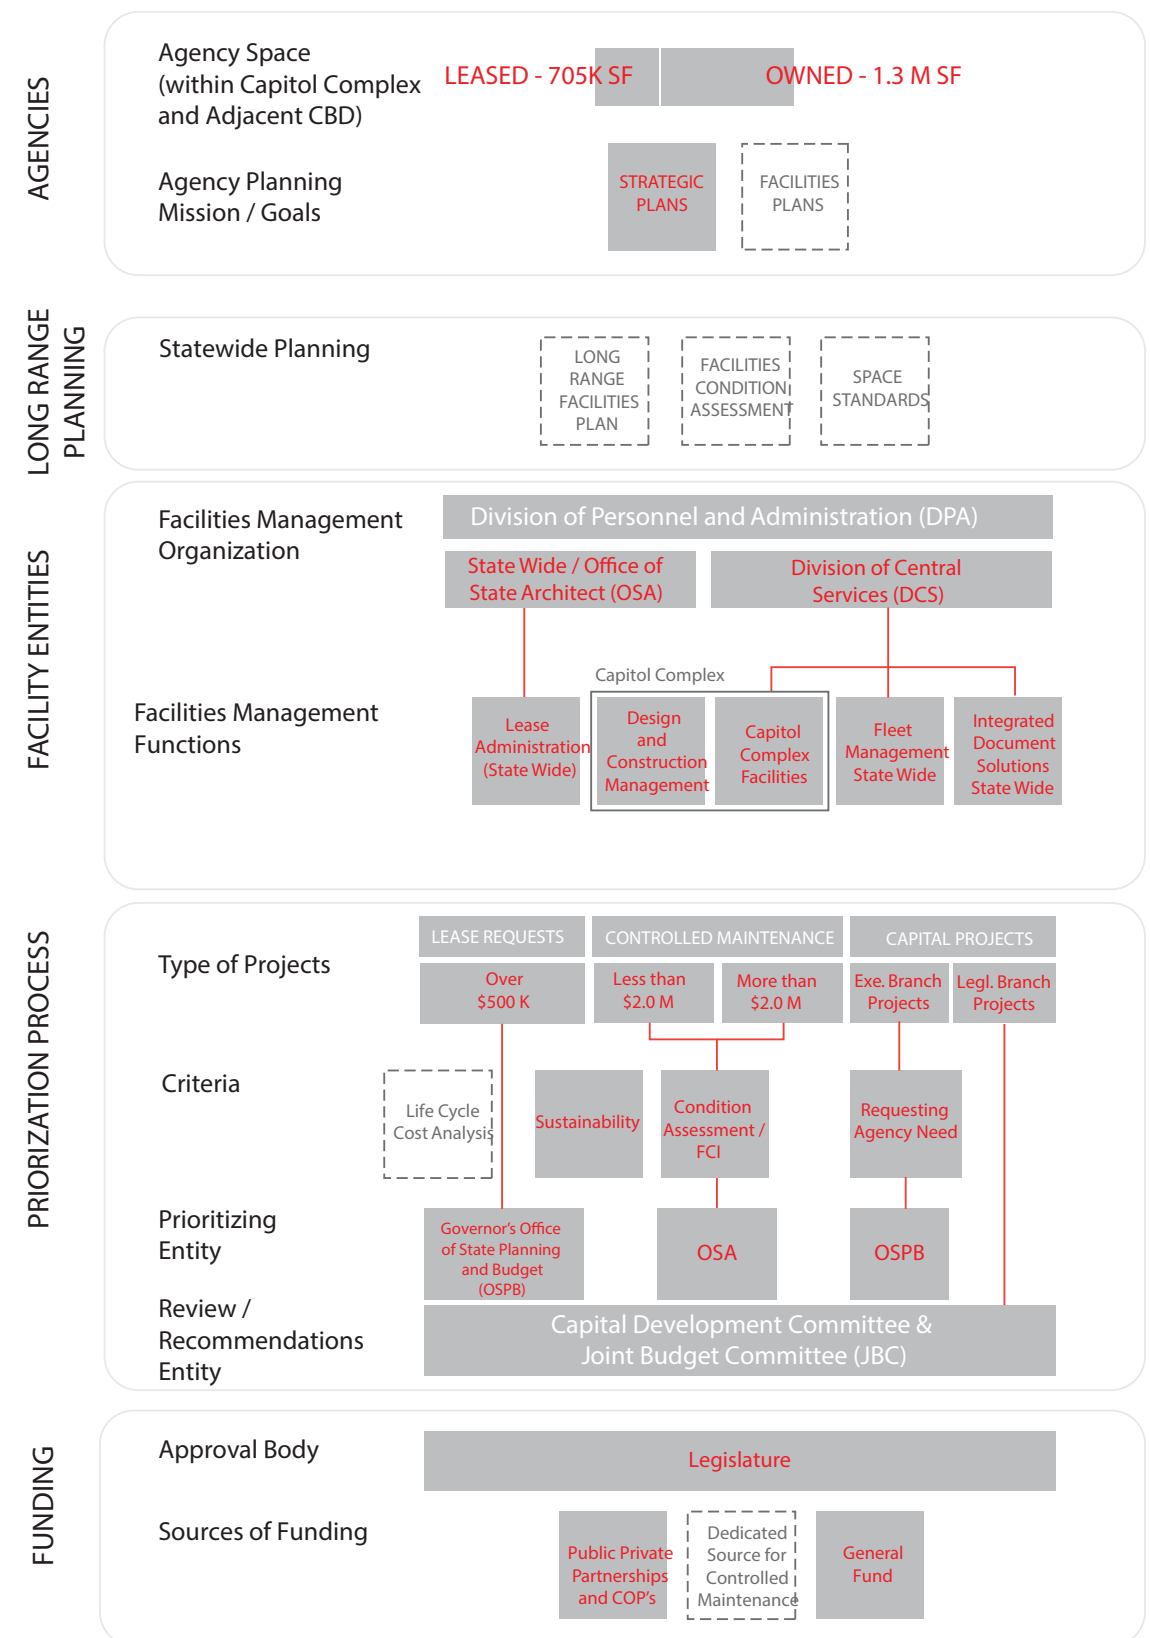 AGENCIES
Agency Space
(within Capitol Complex
and Adjacent CBD)
LEASED - 705K SF
OWNED - 1.3 M SF
Agency Planning
Mission / Goals
STRATEGIC
PLANS
FACILITIES
PLANS
LONG RANGE
PLANNING
Statewide Planning
LONG
RANGE
FACILITIES
PLAN
FACILITIES
CONDITION
ASSESSMENT
SPACE
STANDARDS
FACILITY ENTITIES
Facilities Management
Organization
Division of Personnel and Administration (DPA)
State Wide / Office of
State Architect (OSA)
Division of Central
Services (DCS)
Capitol Complex
Facilities Management
Functions
Lease
Administration
(State Wide)
Design
and
Construction
Management
Capitol
Complex
Facilities
Fleet
Management
State Wide
Integrated
Document
Solutions
State Wide
PRIORIZATION PROCESS
Type of Projects
LEASE REQUESTS
CONTROLLED MAINTENANCE
CAPITAL PROJECTS
Over
$500 K
Less than
$2.0 M
More than
$2.0 M
Exe. Branch
Projects
Legl. Branch
Projects
Criteria
Life Cycle
Cost Analysis
Sustainability
Condition
Assessment /
FCI
Requesting
Agency Need
Prioritizing
Entity
Governor's Office
of State Planning
and Budget
(OSPB)
OSA
OSPB
Review /
Recommendations
Entity
Capital Development Committee &
Joint Budget Committee (JBC)
FUNDING
Approval Body
Legislature
Sources of Funding
Public Private
Partnerships
and COP's
Dedicated
Source for
Controlled
Maintenance
General
Fund